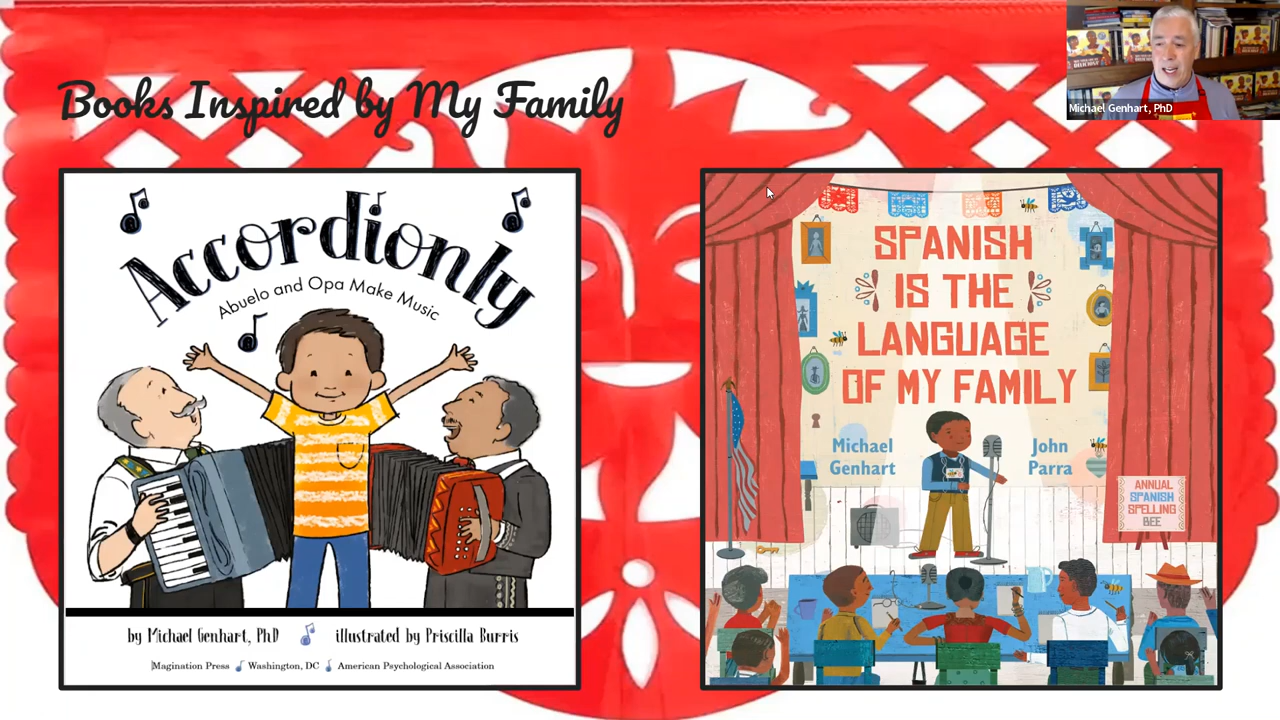 Books Inspired by My Family
Michael Genhart, PhD
Accordionly
Abuelo and Opa Make Music
by Michael Genhart, PhD
illustrated by Priscilla Burris
Magination Press
Washington, DC
American Psychological Association
SPANISH
IS THE
LANGUAGE
OF MY FAMILY
Michael
Genhart
John
Parra
ANNUAL
SPANISH
SPELLING
BEE